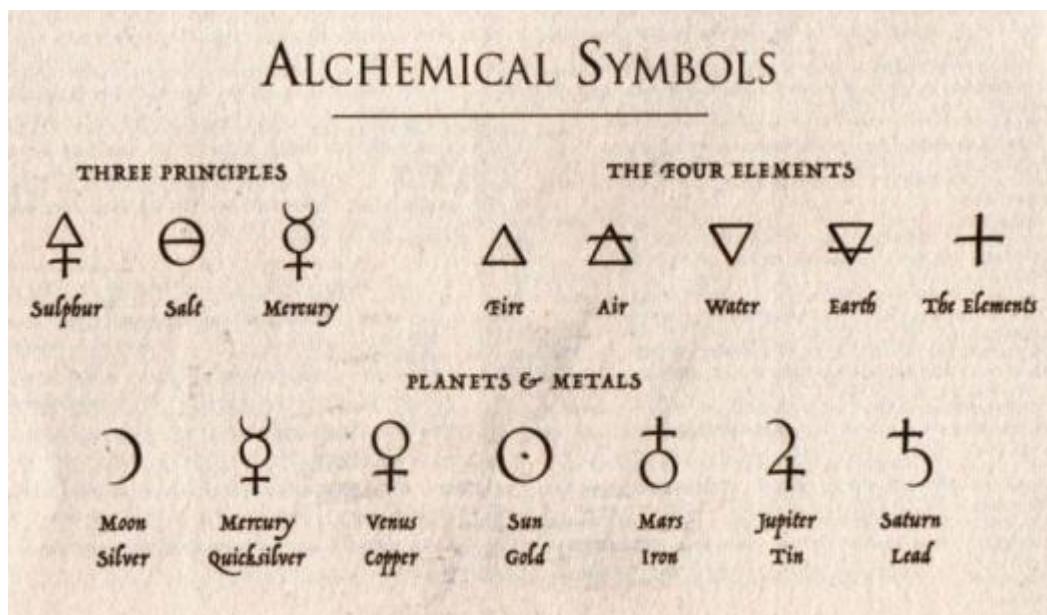 ALCHEMICAL SYMBOLS
THREE PRINCIPLES
Sulphur Salt Mercury
THE FOUR ELEMENTS
Fire Air Water Earth The Elements
PLANETS & METALS
Moon Mercury Venus Sun Mars Jupiter Saturn
Silver Quicksilver Copper Gold Iron Tin Lead